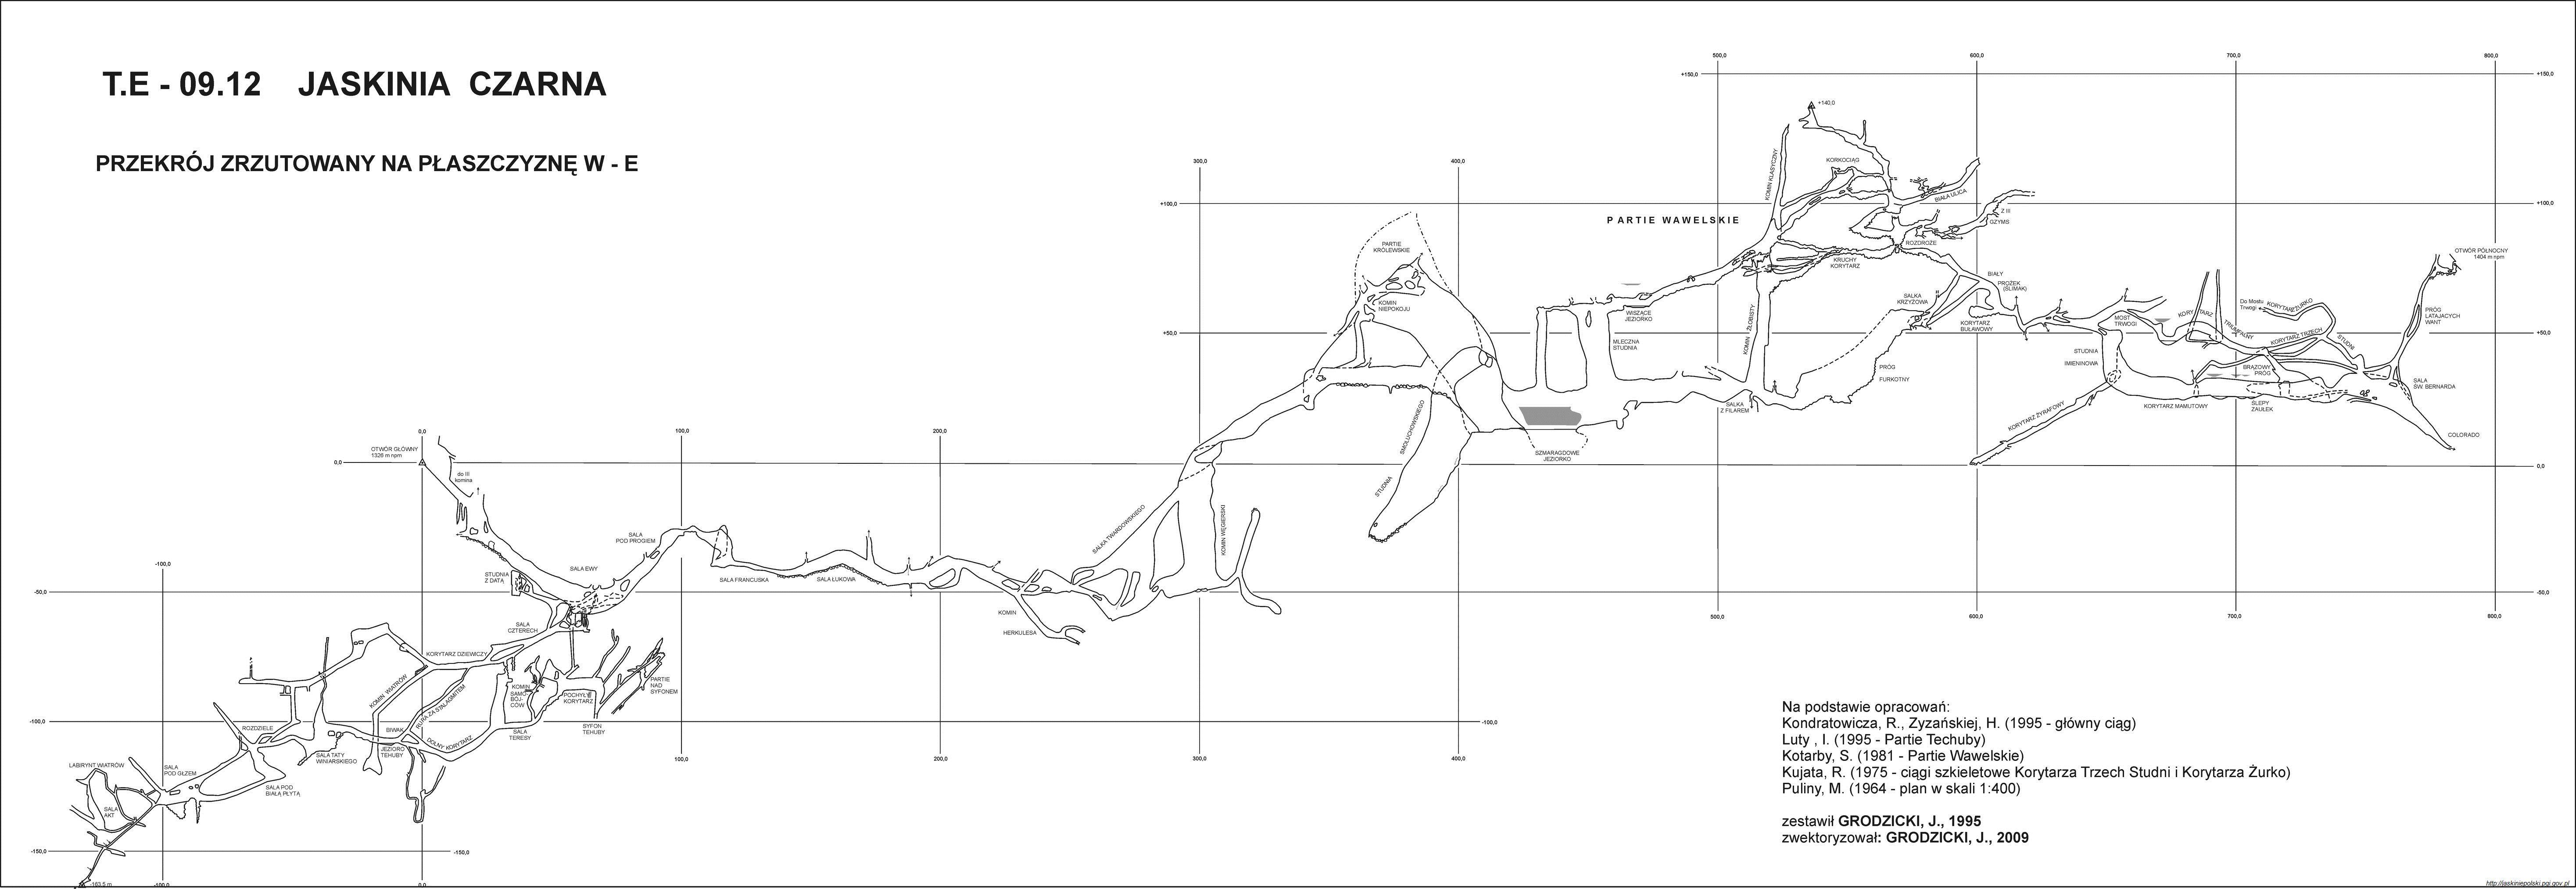 T.E - 09.12 JASKINIA CZARNA
PRZEKRÓJ ZRZUTOWANY NA PŁASZCZYZNĘ W - E
500,0
600,0
700,0
800,0
+150,0
+150,0
+140,0
KOMIN KLASYCZNY
KORKOCIĄG
BIAŁA ULICA
300,0
400,0
+100,0
+100,0
PARTIE WAWELSKIE
Z III
GZYMS
ROZDROŻE
KRUCHY
KORYTARZ
PARTIE
KRÓLEWSKIE
KOMIN
NIEPOKOJU
OTWÓR PÓŁNOCNY
1404 m npm
BIAŁY
PROŻEK
(ŚLIMAK)
SALKA
KRZYŻOWA
KORYTARZ
BUŁAWOWY
WISZĄCE
JEZIORKO
MLECZNA
STUDNIA
KOMIN ŻŁOBISTY
MOST
TRWOGI
KORYTARZ TRIUMFALNY
Do Mostu
Trwogi
KORYTARZ ŻURKO
KORYTARZ TRZECH STUDNI
PRÓG
LATAJĄCYCH
WANT
+50,0
+50,0
STUDNIA
IMIENINOWA
BRĄZOWY
PRÓG
PRÓG
FURKOTNY
SALA
ŚW. BERNARDA
SALKA
Z FILAREM
KORYTARZ ŻYRAFOWY
KORYTARZ MAMUTOWY
ŚLEPY
ZAUŁEK
COLORADO
STUDNIA SMOLUCHOWSKIEGO
SZMARAGDOWE
JEZIORKO
0,0
100,0
200,0
OTWÓR GŁÓWNY
1326 m npm
0,0
0,0
do III
komina
SALA
POD PROGIEM
SALKA TWARDOWSKIEGO
KOMIN WĘGIERSKI
-100,0
STUDNIA
Z DATĄ
SALA EWY
SALA FRANCUSKA
SALA ŁUKOWA
-50,0
-50,0
KOMIN
HERKULESA
500,0
600,0
700,0
800,0
SALA
CZTERECH
KORYTARZ DZIEWICZY
KOMIN WIATRÓW
RURA ZA STALAGMITEM
KOMIN
SAMO-
BÓJ-
CÓW
POCHYŁY
KORYTARZ
PARTIE
NAD
SYFONEM
SYFON
TEHUBY
-100,0
-100,0
ROZDZIELE
BIWAK
SALA
TERESY
DOLNY KORYTARZ
JEZIORO
TEHUBY
SALA TATY
WINIARSKIEGO
100,0
200,0
300,0
400,0
LABIRYNT WIATRÓW
SALA
POD GŁZEM
SALA POD
BIAŁĄ PŁYTĄ
SALA
AKT
-150,0
-150,0
-163,5 m
-100,0
0,0
Na podstawie opracowań:
Kondratowicza, R., Zyzańskiej, H. (1995 - główny ciąg)
Luty , I. (1995 - Partie Techuby)
Kotarby, S. (1981 - Partie Wawelskie)
Kujata, R. (1975 - ciągi szkieletowe Korytarza Trzech Studni i Korytarza Żurko)
Puliny, M. (1964 - plan w skali 1:400)
zestawił GRODZICKI, J., 1995
zwektoryzował: GRODZICKI, J., 2009
http://jaskiniepolski.pgi.gov.pl